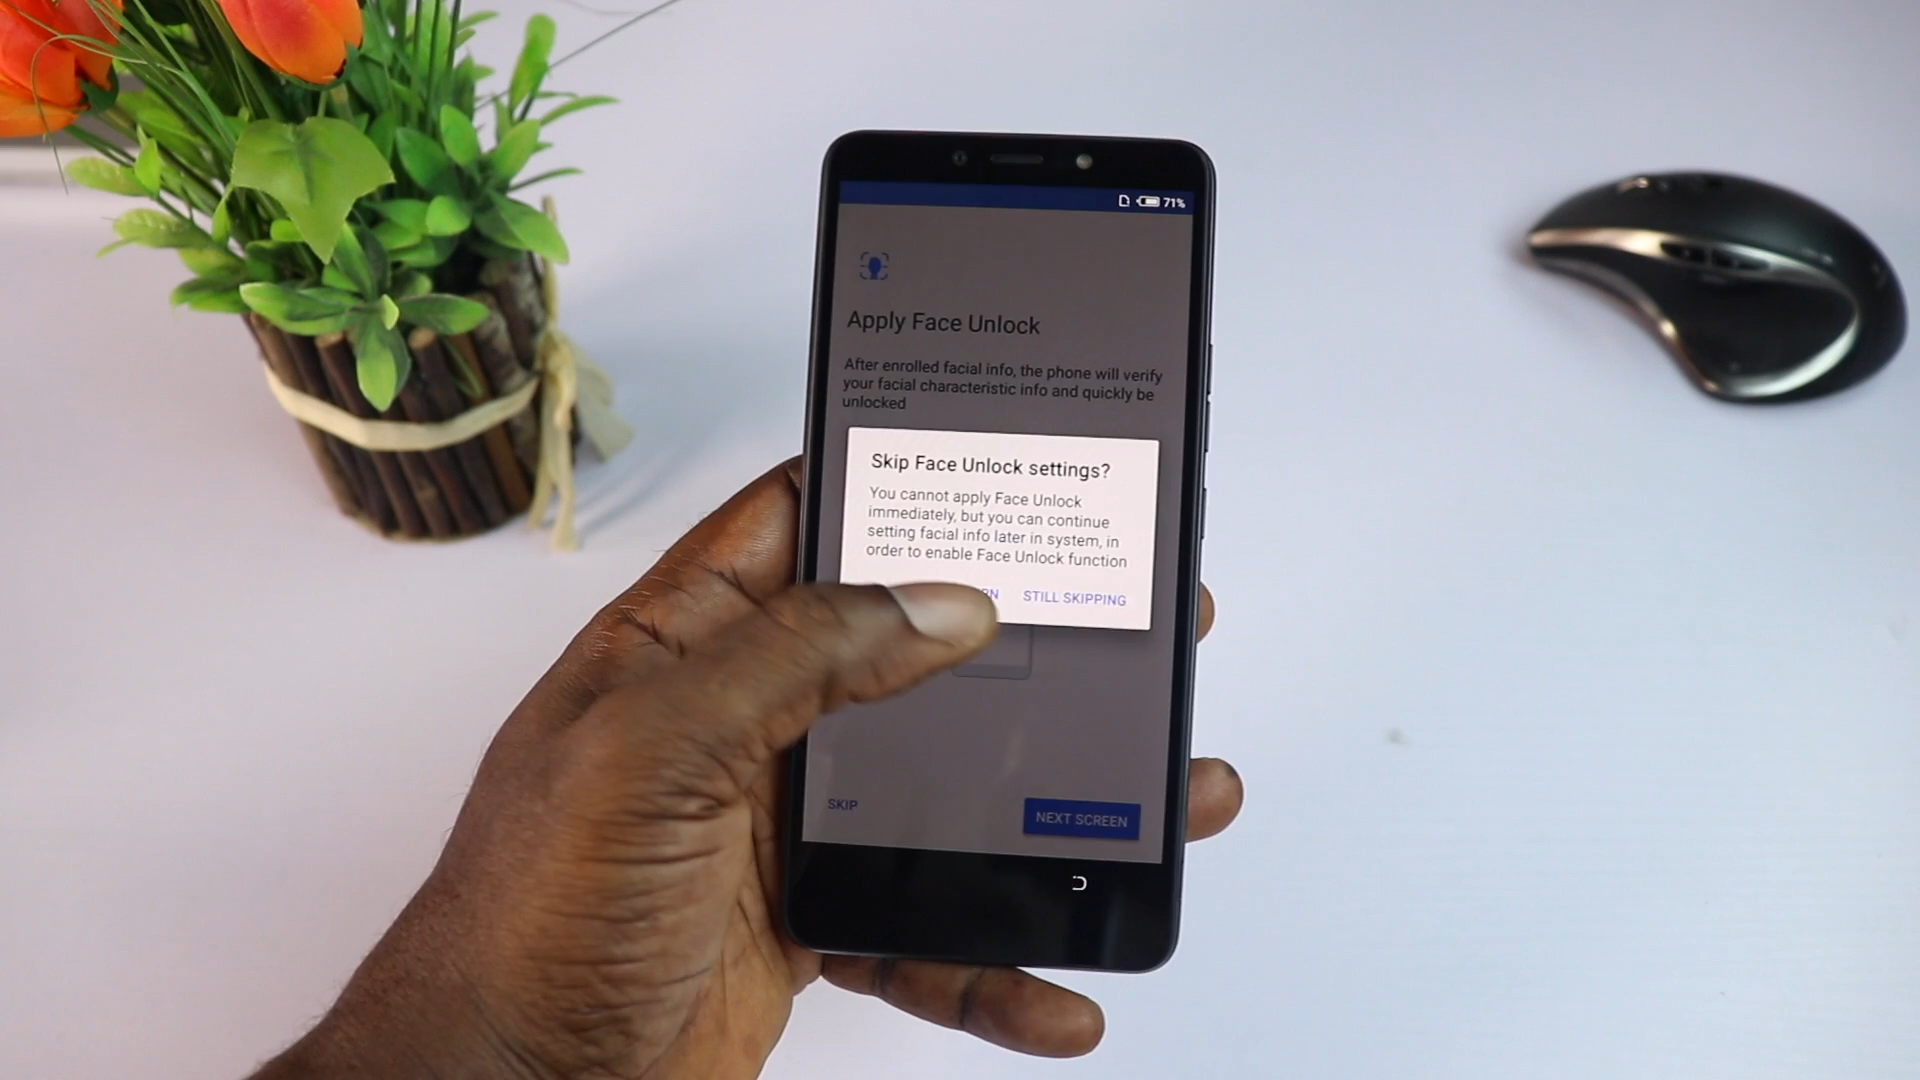 71%
Apply Face Unlock
After enrolled facial info, the phone will verify
your facial characteristic info and quickly be
unlocked
Skip Face Unlock settings?
You cannot apply Face Unlock
immediately, but you can continue
setting facial info later in system, in
order to enable Face Unlock function
STILL SKIPPING
SKIP
NEXT SCREEN